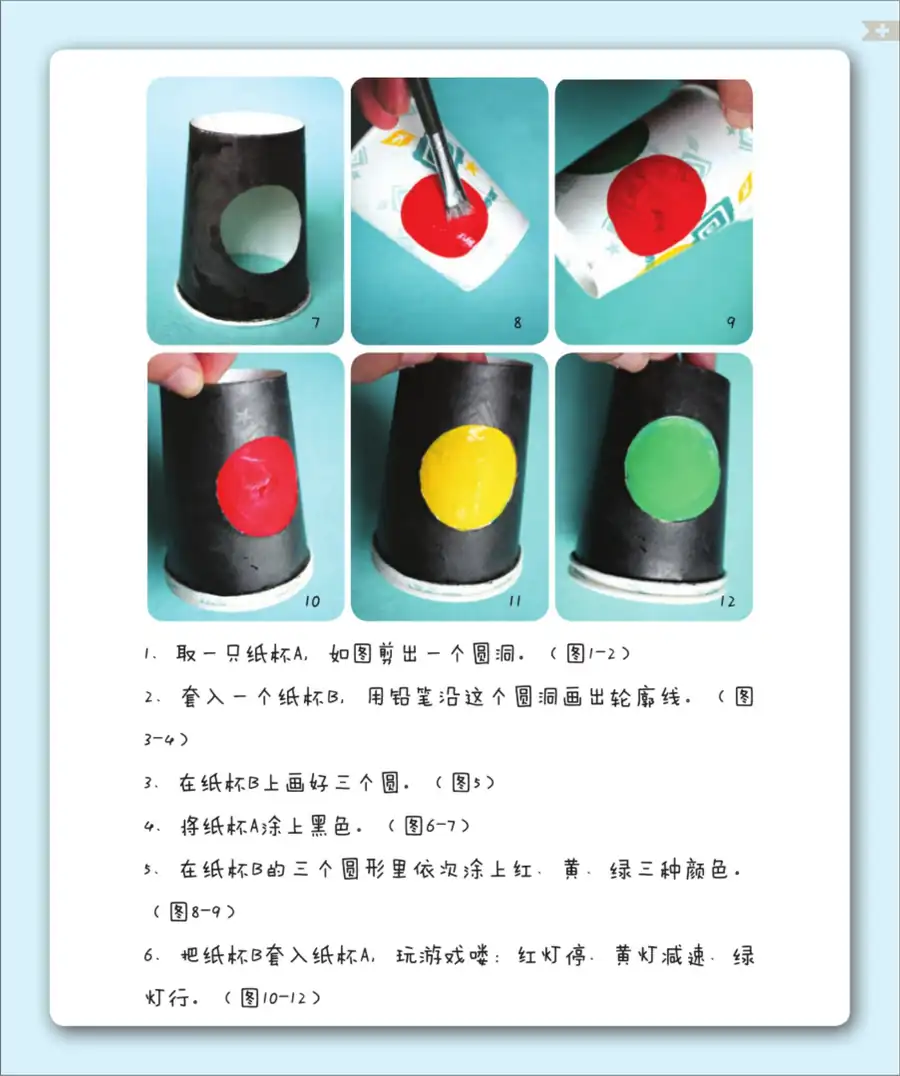 7
8
9
10
11
12
1. 取一只纸杯A, 如图剪出一个圆洞。(图1-2)
2. 套入一个纸杯B, 用铅笔沿这个圆洞画出轮廓线。(图
3-4)
3. 在纸杯B上画好三个圆。(图5)
4. 将纸杯A涂上黑色。(图6-7)
5. 在纸杯B的三个圆形里依次涂上红、黄、绿三种颜色。
(图8-9)
6. 把纸杯B套入纸杯A, 玩游戏喽: 红灯停、黄灯减速、绿
灯行。(图10-12)